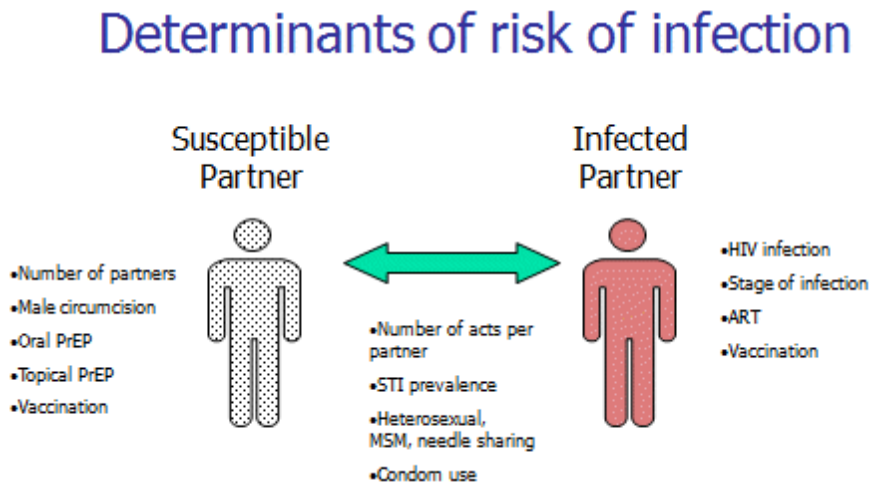 Determinants of risk of infection
Susceptible
Partner
•Number of partners
•Male circumcision
•Oral PrEP
•Topical PrEP
•Vaccination
•Number of acts per
partner
•STI prevalence
•Heterosexual,
MSM, needle sharing
•Condom use
Infected
Partner
•HIV infection
•Stage of infection
•ART
•Vaccination